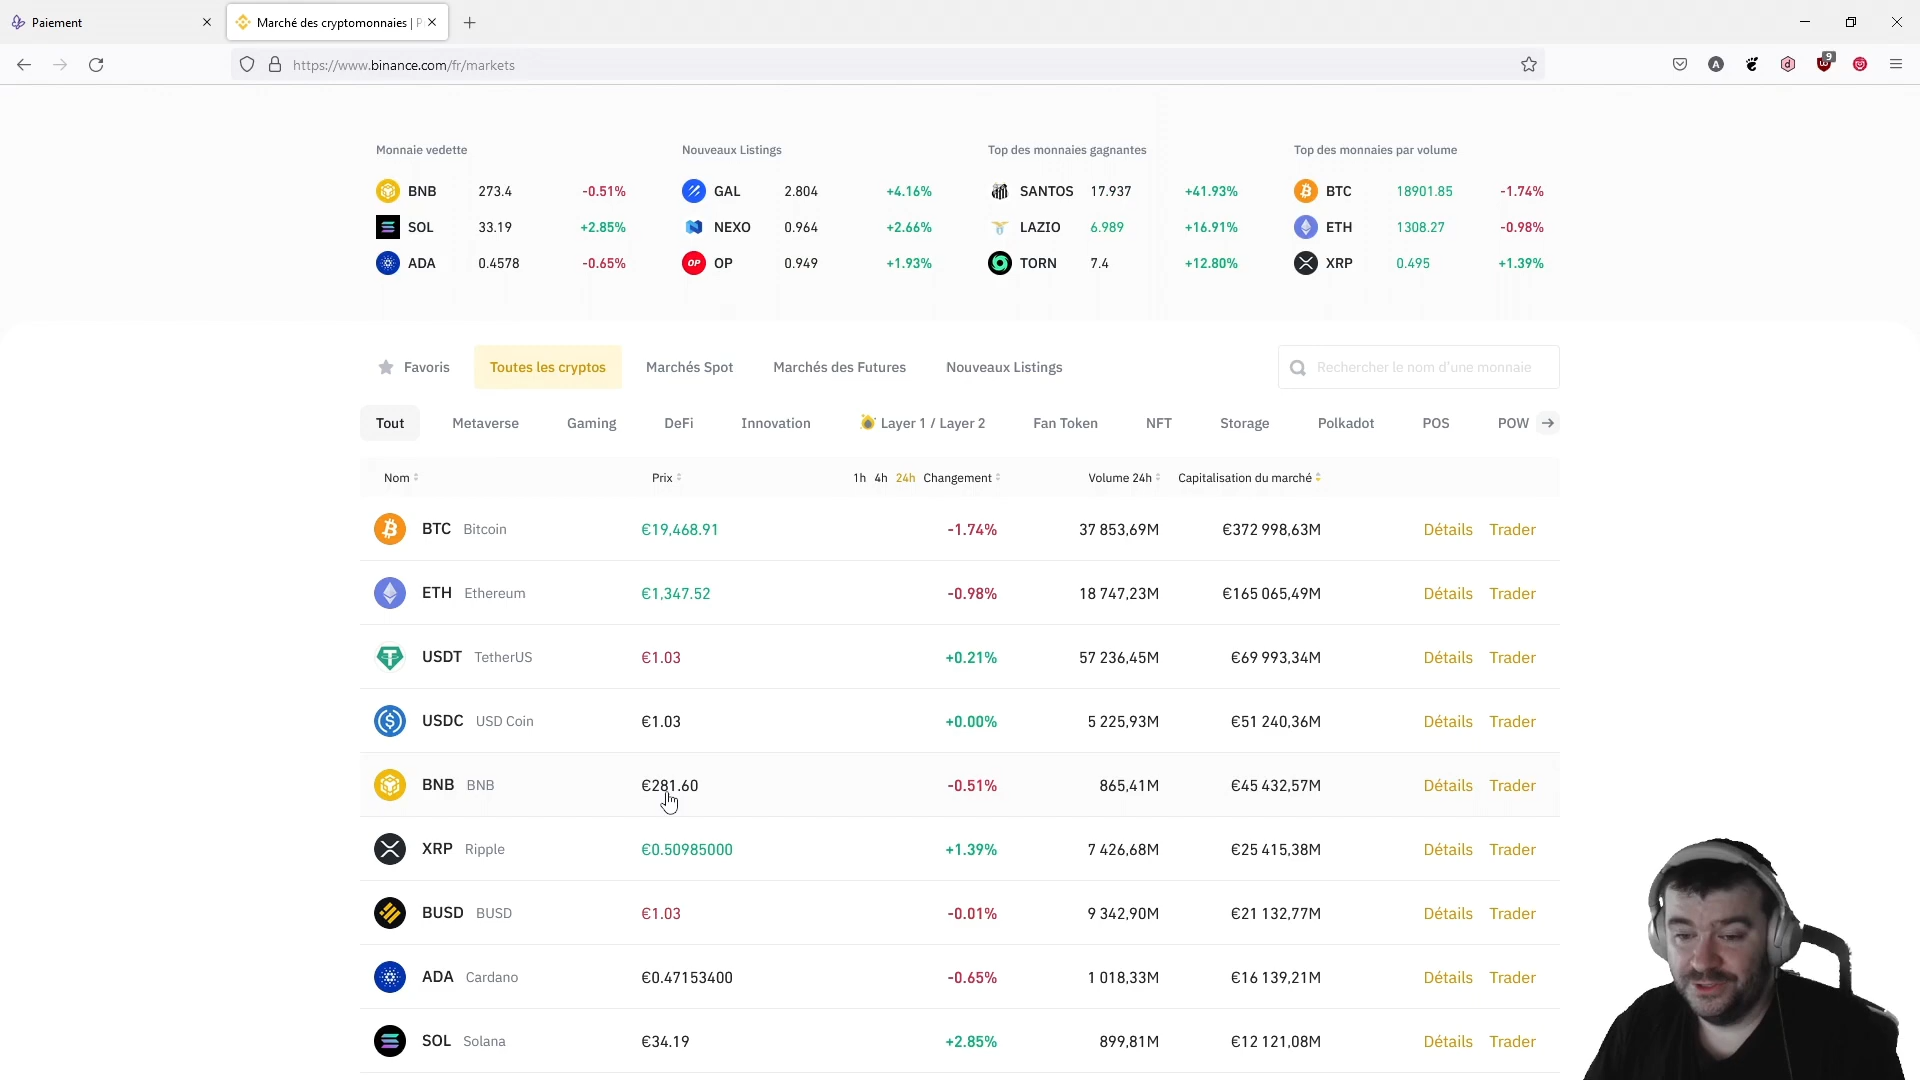 Paiement
Marché des cryptomonnaies | P
https://www.binance.com/fr/markets
A
9
Monnaie vedette
BNB 273.4 -0.51%
SOL 33.19 +2.85%
ADA 0.4578 -0.65%
Nouveaux Listings
GAL 2.804 +4.16%
NEXO 0.964 +2.66%
OP OP 0.949 +1.93%
Top des monnaies gagnantes
SANTOS 17.937 +41.93%
LAZIO 6.989 +16.91%
TORN 7.4 +12.80%
Top des monnaies par volume
BTC 18901.85 -1.74%
ETH 1308.27 -0.98%
XRP 0.495 +1.39%
Favoris Toutes les cryptos Marchés Spot Marchés des Futures Nouveaux Listings Rechercher le nom d'une monnaie
Tout Metaverse Gaming DeFi Innovation Layer 1 / Layer 2 Fan Token NFT Storage Polkadot POS POW
Nom Prix 1h 4h 24h Changement Volume 24h Capitalisation du marché
BTC Bitcoin €19,468.91 -1.74% 37 853,69M €372 998,63M Détails Trader
ETH Ethereum €1,347.52 -0.98% 18 747,23M €165 065,49M Détails Trader
USDT TetherUS €1.03 +0.21% 57 236,45M €69 993,34M Détails Trader
USDC USD Coin €1.03 +0.00% 5 225,93M €51 240,36M Détails Trader
BNB BNB €281.60 -0.51% 865,41M €45 432,57M Détails Trader
XRP Ripple €0.50985000 +1.39% 7 426,68M €25 415,38M Détails Trader
BUSD BUSD €1.03 -0.01% 9 342,90M €21 132,77M Détails Trader
ADA Cardano €0.47153400 -0.65% 1 018,33M €16 139,21M Détails Trader
SOL Solana €34.19 +2.85% 899,81M €12 121,08M Détails Trader